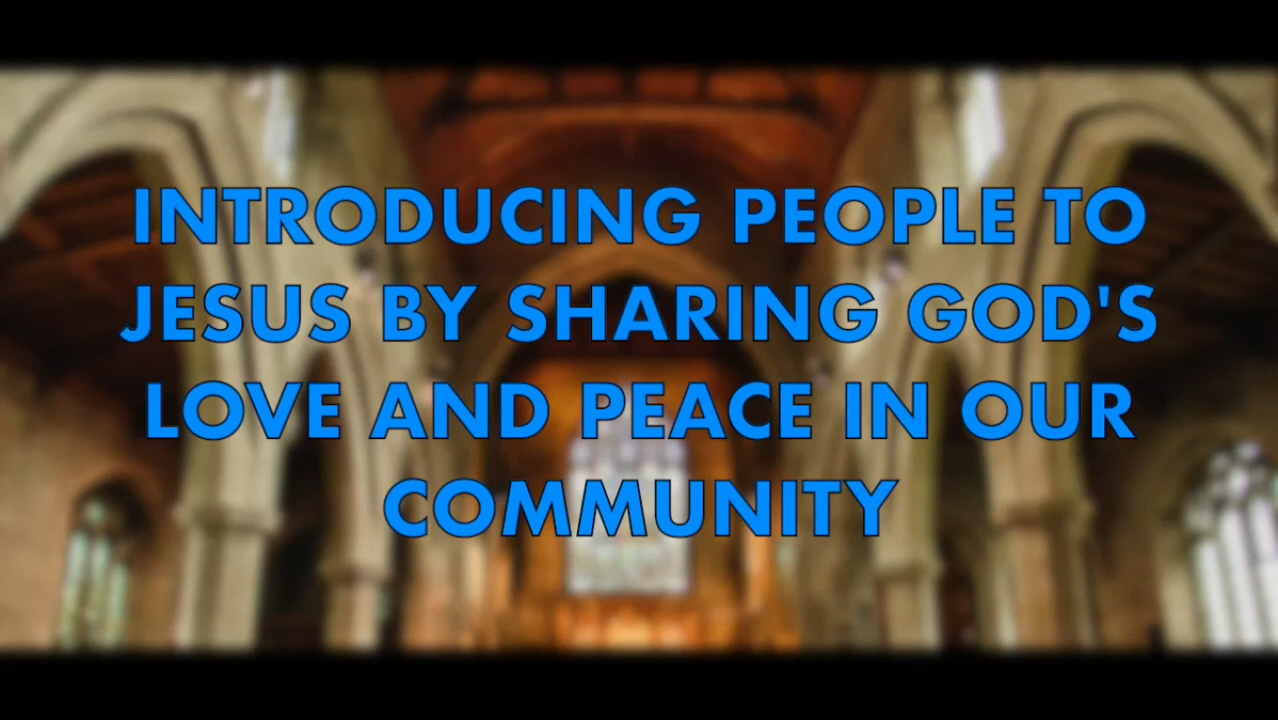 INTRODUCING PEOPLE TO
JESUS BY SHARING GOD'S
LOVE AND PEACE IN OUR
COMMUNITY